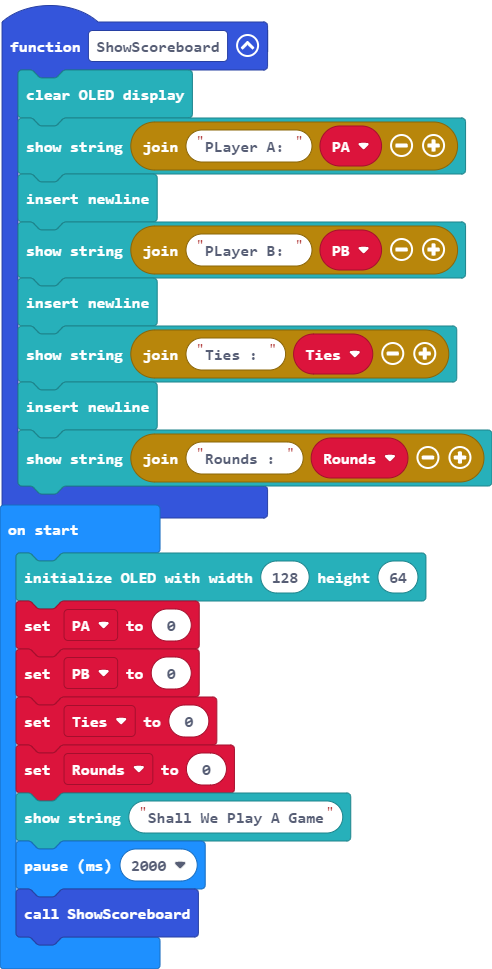 function ShowScoreboard
clear OLED display
show string join "PLayer A: " PA
insert newline
show string join "PLayer B: " PB
insert newline
show string join "Ties : " Ties
insert newline
show string join "Rounds : " Rounds
on start
initialize OLED with width 128 height 64
set PA to 0
set PB to 0
set Ties to 0
set Rounds to 0
show string "Shall We Play A Game"
pause (ms) 2000
call ShowScoreboard